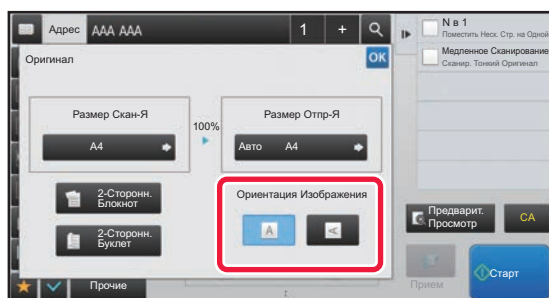 Адрес AAA AAA 1 +
N в 1
Поместить Неск. Стр. на Одной
Медленное Сканирование
Сканир. Тонкий Оригинал
Оригинал
OK
Размер Скан-Я
100%
Размер Отпр-Я
A4
Авто A4
2-Сторонн.
Блокнот
2-Сторонн.
Буклет
Ориентация Изображения
A
A
Предварит.
Просмотр
CA
Прочие
Прием
Старт